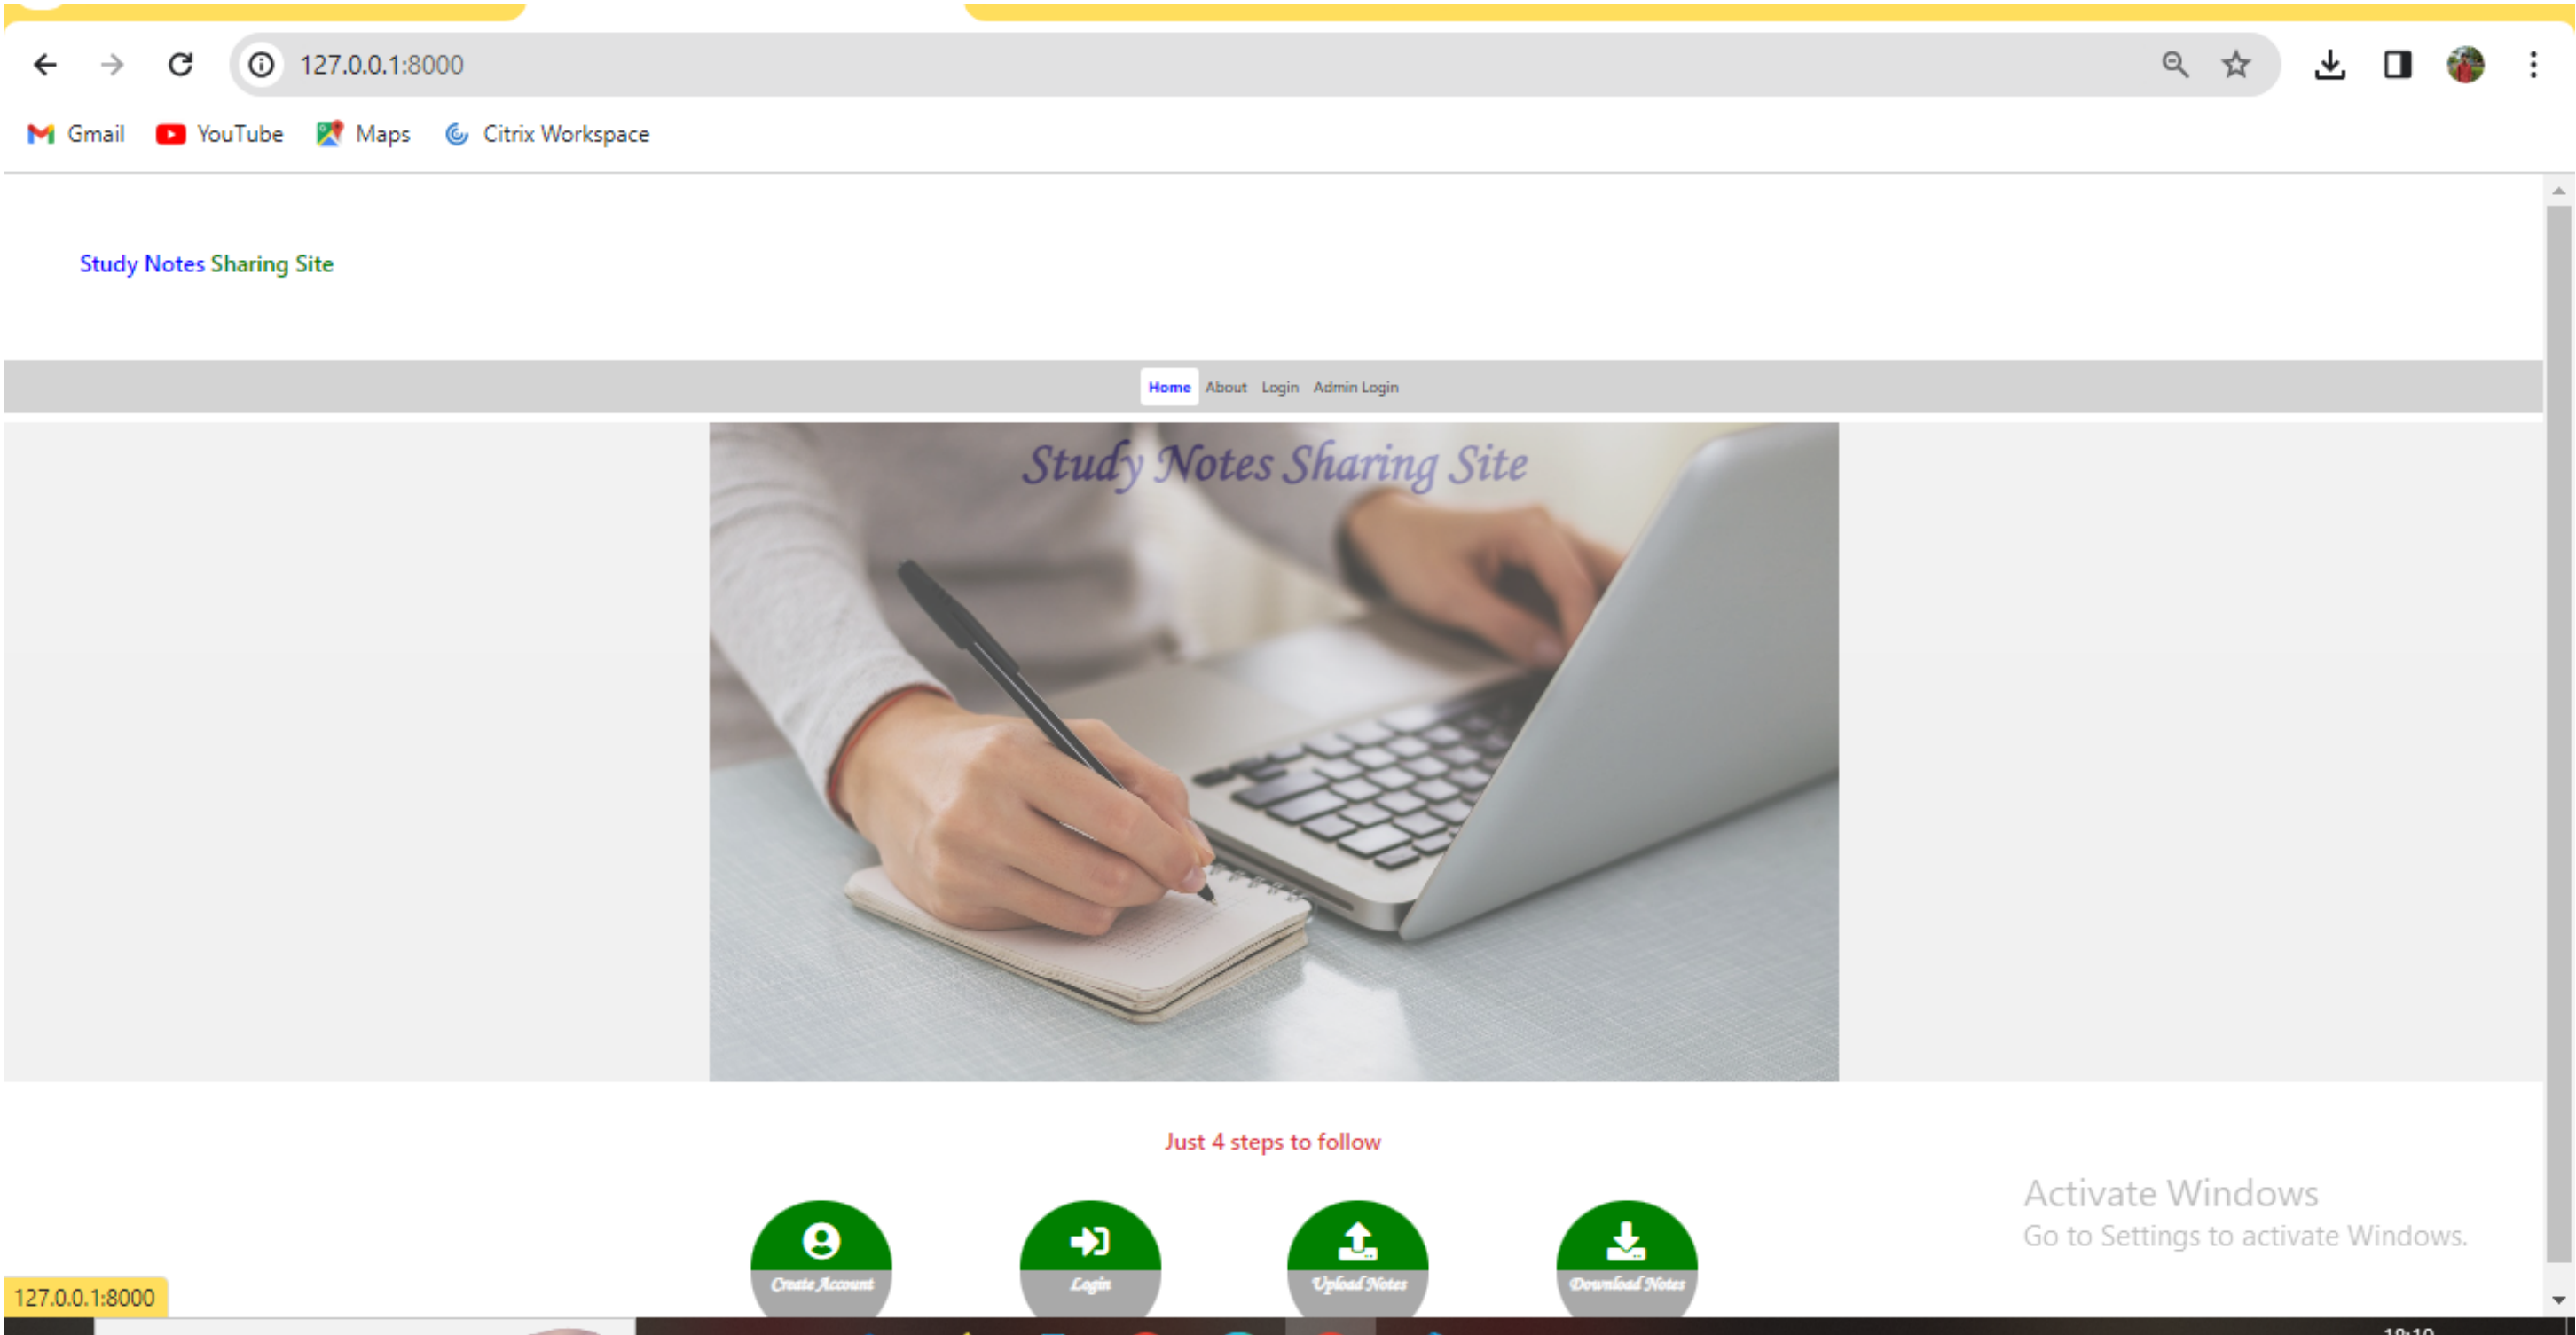 127.0.0.1:8000
Gmail YouTube Maps Citrix Workspace
Study Notes Sharing Site
Home About Login Admin Login
Study Notes Sharing Site
Just 4 steps to follow
Create Account Login Upload Notes Download Notes
Activate Windows
Go to Settings to activate Windows.
127.0.0.1:8000